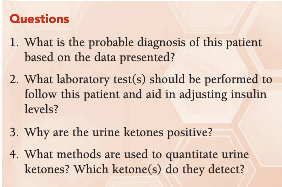 Questions
1. What is the probable diagnosis of this patient
based on the data presented?
2. What laboratory test(s) should be performed to
follow this patient and aid in adjusting insulin
levels?
3. Why are the urine ketones positive?
4. What methods are used to quantitate urine
ketones? Which ketone(s) do they detect?